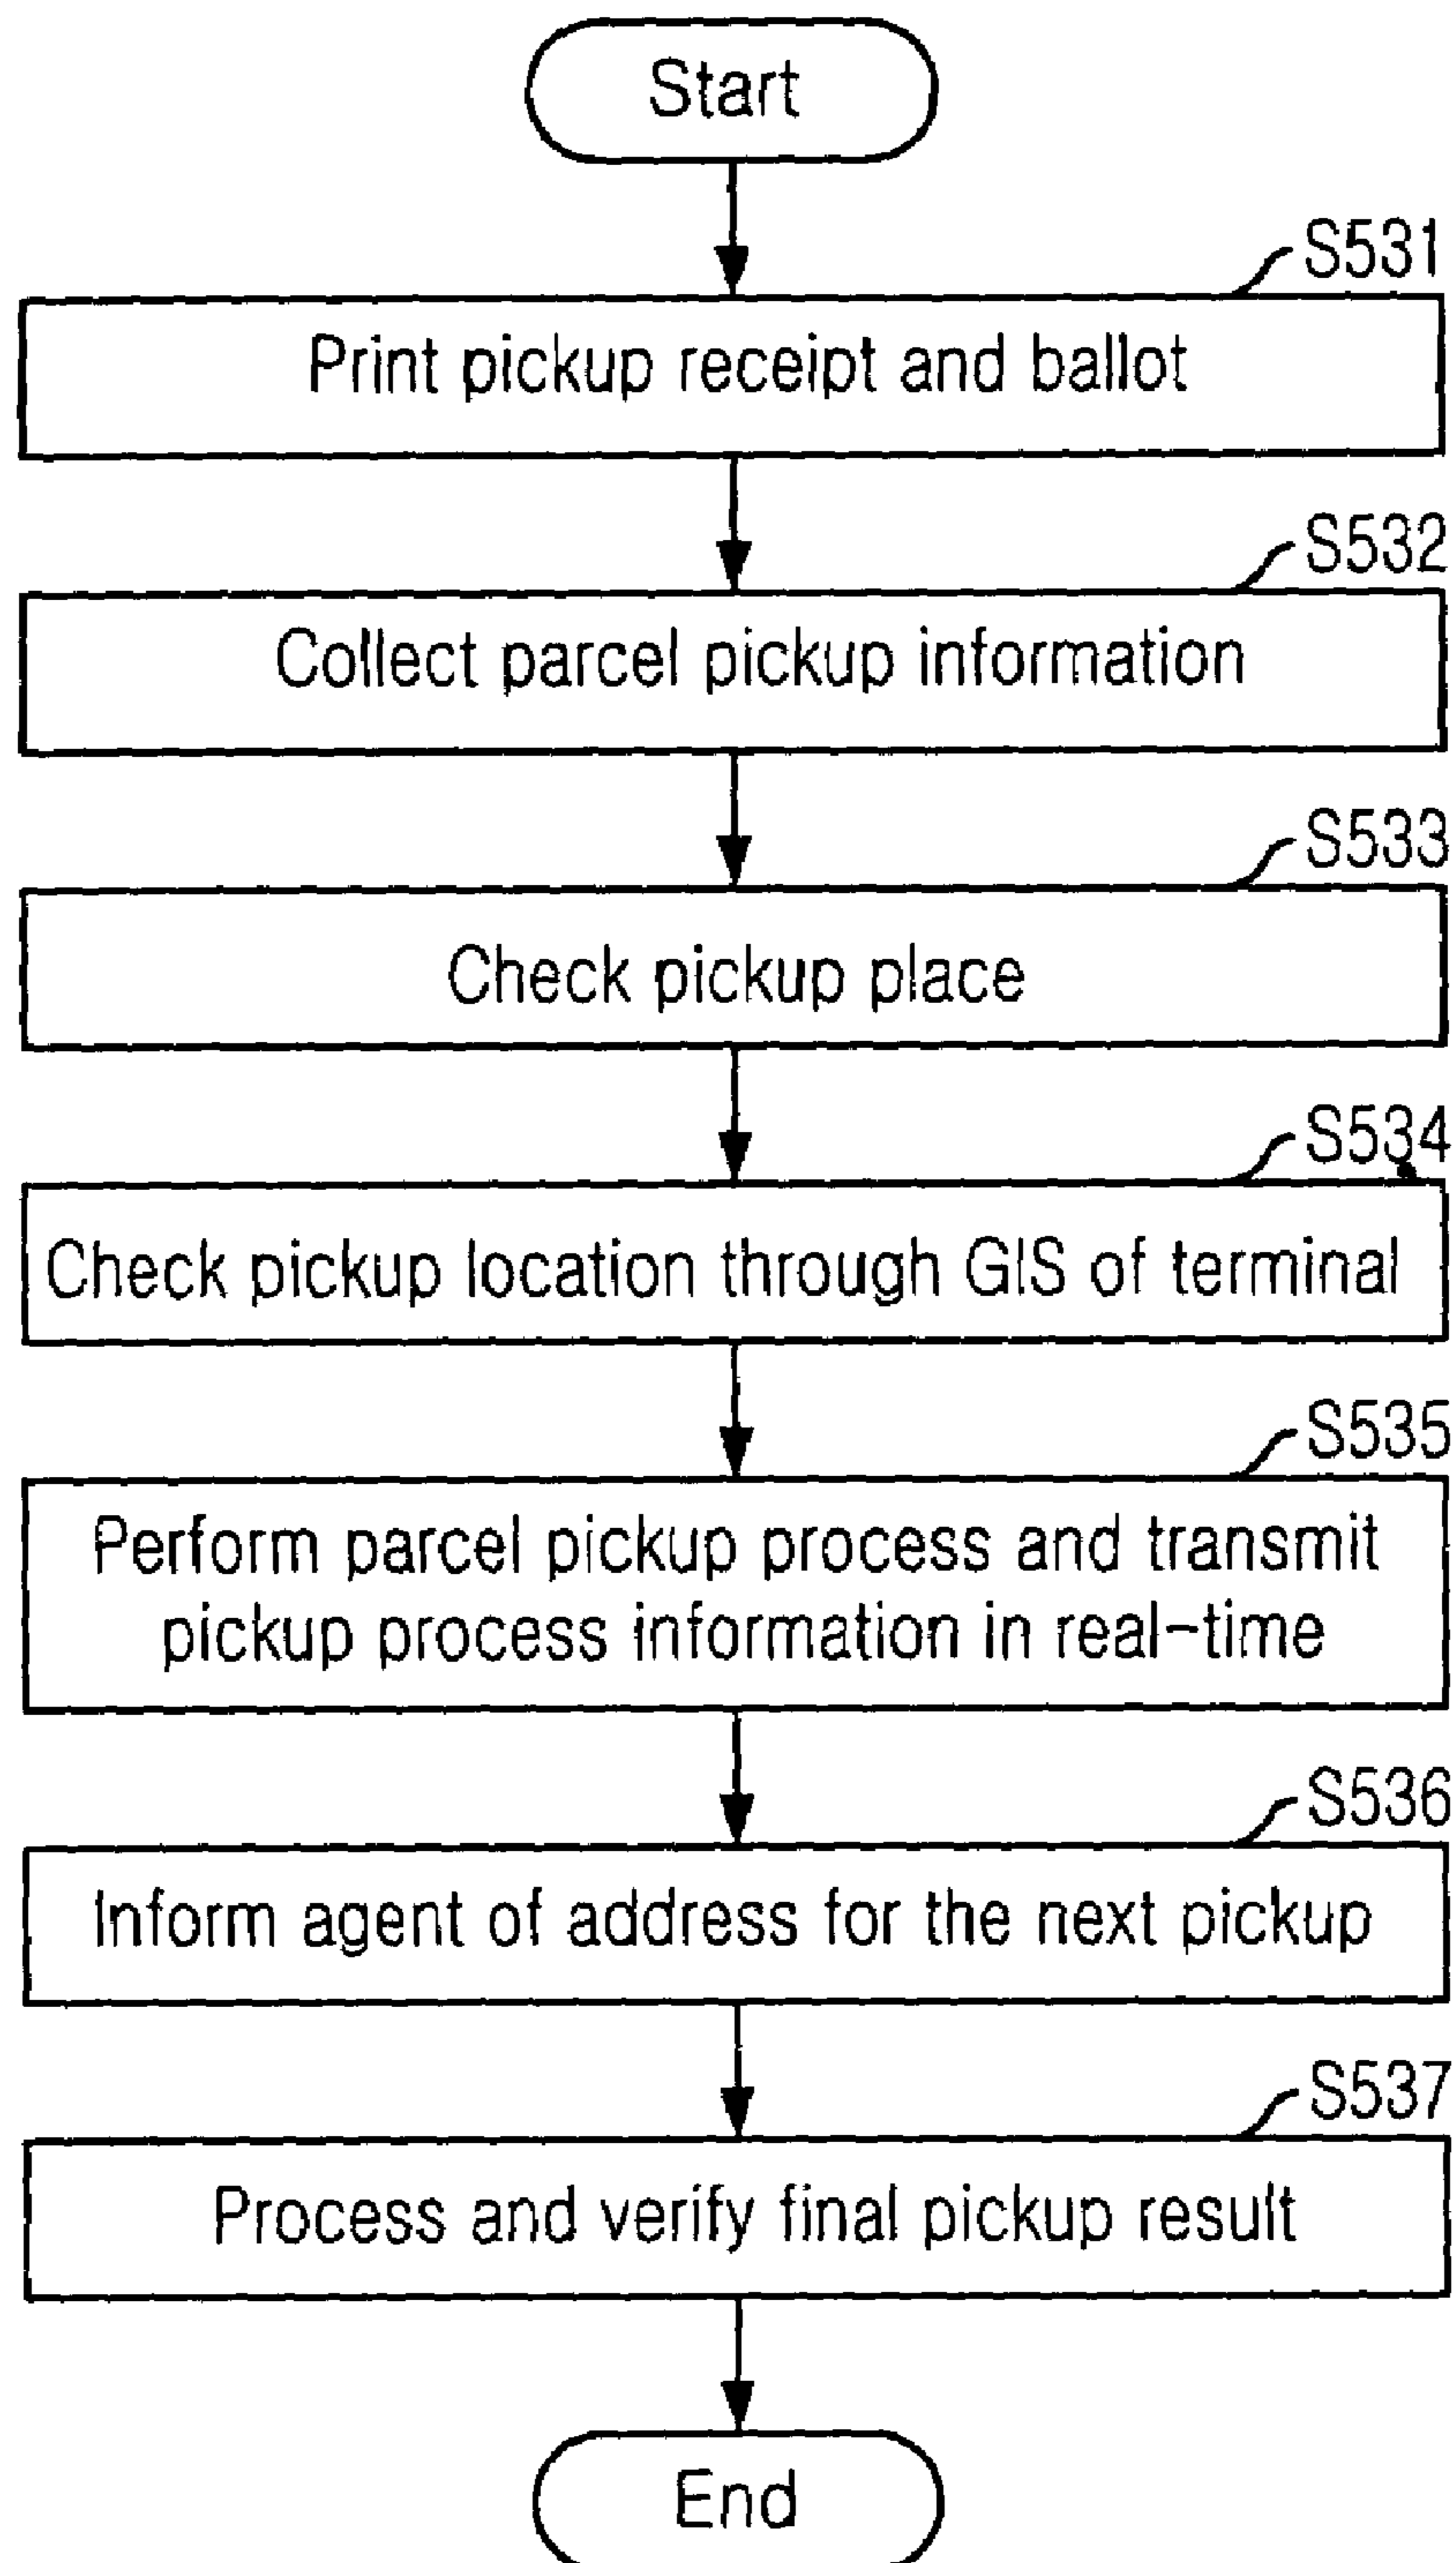 Start
S531
Print pickup receipt and ballot
S532
Collect parcel pickup information
S533
Check pickup place
S534
Check pickup location through GIS of terminal
S535
Perform parcel pickup process and transmit
pickup process information in real-time
S536
Inform agent of address for the next pickup
S537
Process and verify final pickup result
End